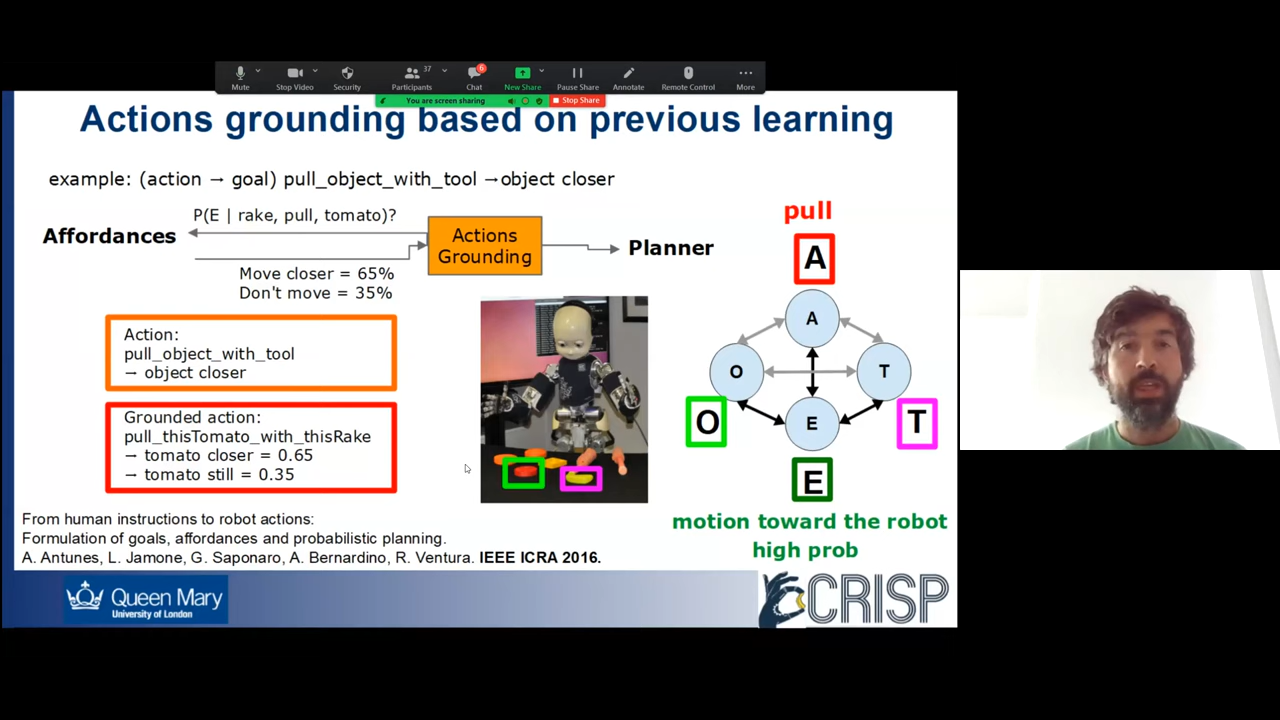 37
6
Mute
Stop Video
Security
Participants
Chat
New Share
Pause Share
Annotate
Remote Control
More
You are screen sharing
Stop Share
Actions grounding based on previous learning
example: (action → goal) pull_object_with_tool →object closer
P(E | rake, pull, tomato)?
Affordances
Actions
Grounding
Planner
Move closer = 65%
Don't move = 35%
Action:
pull_object_with_tool
→ object closer
Grounded action:
pull_thisTomato_with_thisRake
→ tomato closer = 0.65
→ tomato still = 0.35
pull
A
A
O
T
O
E
T
E
motion toward the robot
high prob
From human instructions to robot actions:
Formulation of goals, affordances and probabilistic planning.
A. Antunes, L. Jamone, G. Saponaro, A. Bernardino, R. Ventura. IEEE ICRA 2016.
Queen Mary
University of London
CRISP